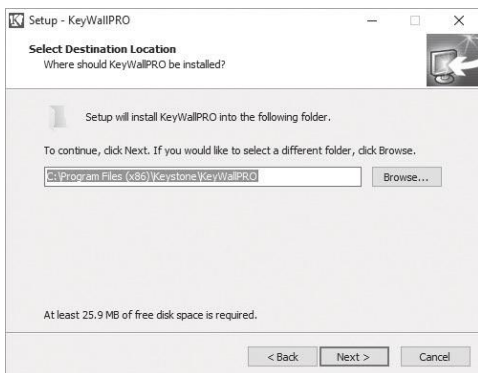 Setup - KeyWallPRO
Select Destination Location
Where should KeyWallPRO be installed?
Setup will install KeyWallPRO into the following folder.
To continue, click Next. If you would like to select a different folder, click Browse.
C:\Program Files (x86)\Keystone\KeyWallPRO
Browse...
At least 25.9 MB of free disk space is required.
< Back
Next >
Cancel